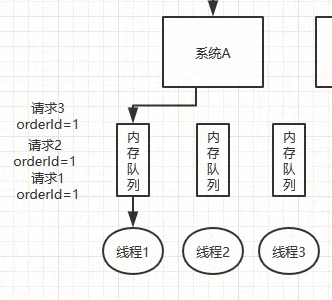 系统A
请求3
orderId=1
请求2
orderId=1
请求1
orderId=1
内存队列
内存队列
内存队列
线程1
线程2
线程3